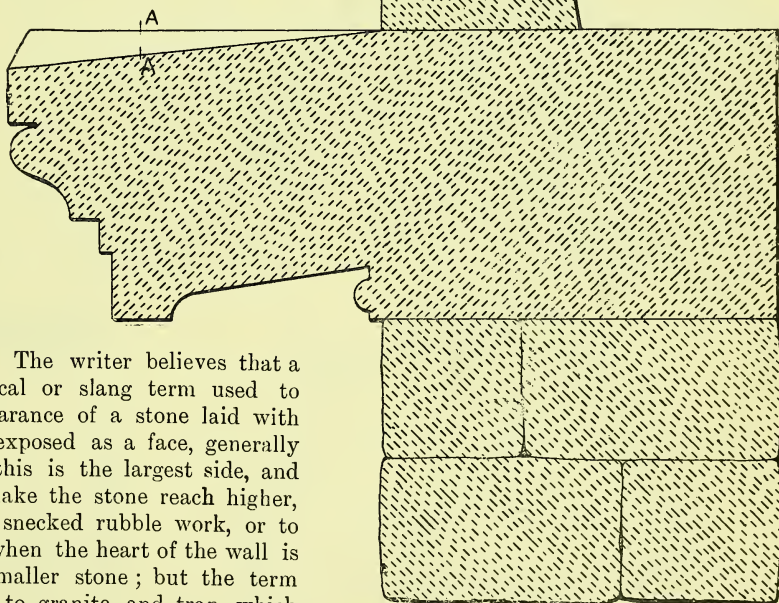 A
A
The writer believes that a
cal or slang term used to
arance of a stone laid with
exposed as a face, generally
this is the largest side, and
ake the stone reach higher,
snecked rubble work, or to
when the heart of the wall is
maller stone ; but the term
to granite and trap which